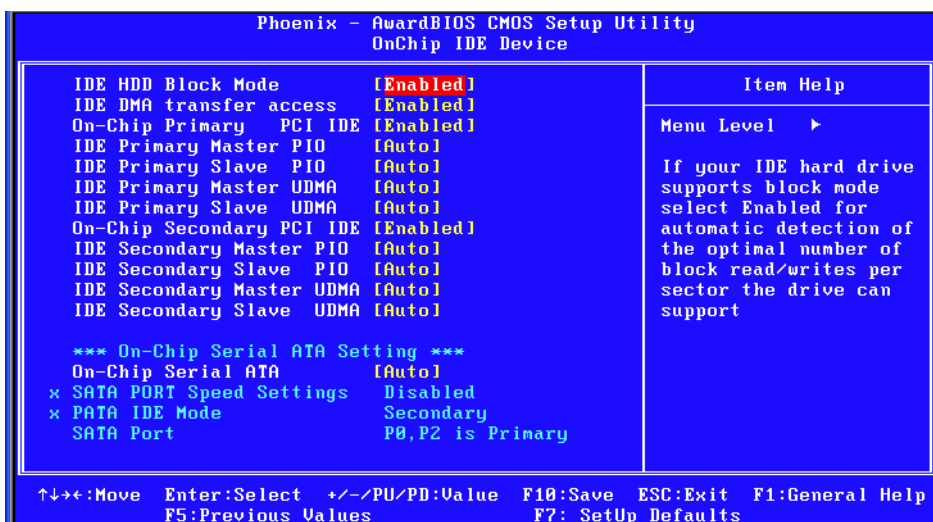 Phoenix - AwardBIOS CMOS Setup Utility
OnChip IDE Device
IDE HDD Block Mode [Enabled]
IDE DMA transfer access [Enabled]
On-Chip Primary PCI IDE [Enabled]
IDE Primary Master PIO [Auto]
IDE Primary Slave PIO [Auto]
IDE Primary Master UDMA [Auto]
IDE Primary Slave UDMA [Auto]
On-Chip Secondary PCI IDE [Enabled]
IDE Secondary Master PIO [Auto]
IDE Secondary Slave PIO [Auto]
IDE Secondary Master UDMA [Auto]
IDE Secondary Slave UDMA [Auto]
*** On-Chip Serial ATA Setting ***
On-Chip Serial ATA [Auto]
x SATA PORT Speed Settings Disabled
x PATA IDE Mode Secondary
SATA Port P0,P2 is Primary
Item Help
Menu Level ►
If your IDE hard drive
supports block mode
select Enabled for
automatic detection of
the optimal number of
block read/writes per
sector the drive can
support
↑↓→←:Move Enter:Select +/-/PU/PD:Value F10:Save ESC:Exit F1:General Help
F5:Previous Values F7: SetUp Defaults